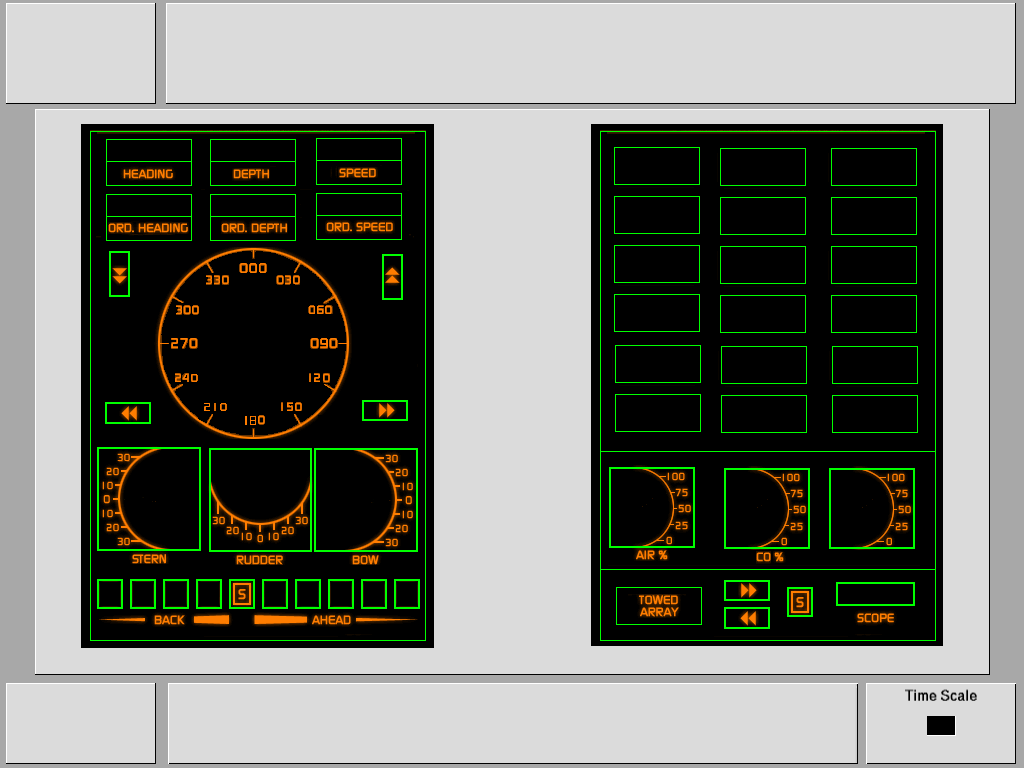 HEADING DEPTH SPEED
ORD. HEADING ORD. DEPTH ORD. SPEED
000
330 030
300 060
270 090
240 120
210 150
180
30 20 10 0 10 20 30
STERN
30 20 10 0 10 20 30
RUDDER
30 20 10 0 10 20 30
BOW
S
BACK AHEAD
100 75 50 25 0
AIR %
100 75 50 25 0
CO %
100 75 50 25 0
TOWED
ARRAY
S
SCOPE
Time Scale